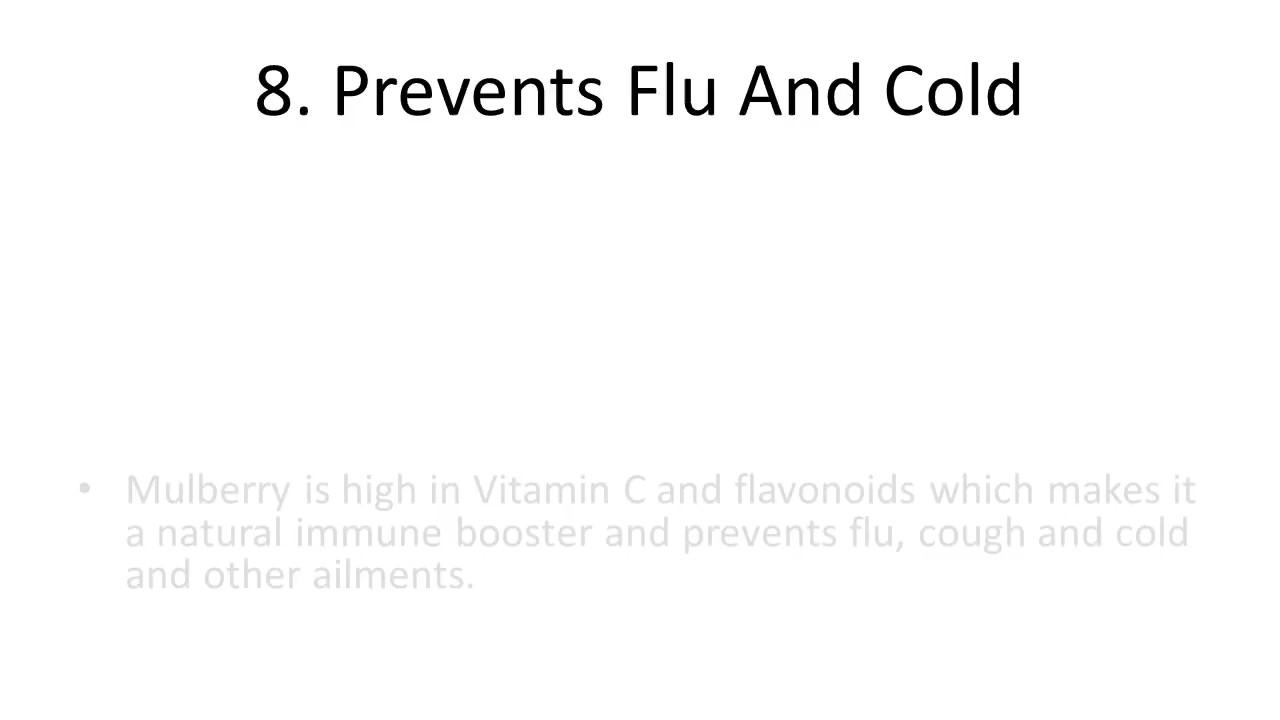 8. Prevents Flu And Cold
• Mulberry is high in Vitamin C and flavonoids which makes it
a natural immune booster and prevents flu, cough and cold
and other ailments.